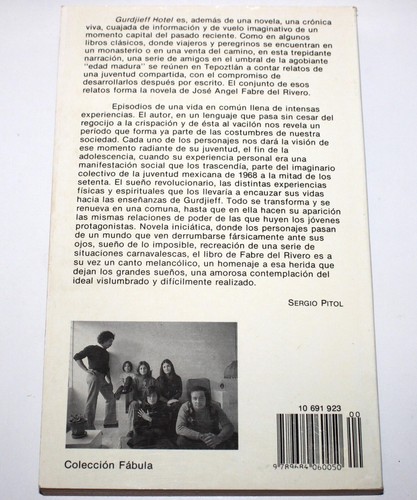 Gurdjieff Hotel es, además de una novela, una crónica
viva, cuajada de información y de vuelo imaginativo de un
momento capital del pasado reciente. Como en algunos
libros clásicos, donde viajeros y peregrinos se encuentran en
un monasterio o en una venta del camino, en esta trepidante
narración, una serie de amigos en el umbral de la agobiante
"edad madura" se reúnen en Tepoztlán a contar relatos de
una juventud compartida, con el compromiso de
desarrollarlos después por escrito. El conjunto de esos
relatos forma la novela de José Angel Fabre del Rivero.
Episodios de una vida en común llena de intensas
experiencias. El autor, en un lenguaje que pasa sin cesar del
regocijo a la crispación y de ésta al vacilón nos revela un
período que forma ya parte de las costumbres de nuestra
sociedad. Cada uno de los personajes nos dará la visión de
ese momento radiante de su juventud, el fin de la
adolescencia, cuando su experiencia personal era una
manifestación social que los trascendía, parte del imaginario
colectivo de la juventud mexicana de 1968 a la mitad de los
setenta. El sueño revolucionario, las distintas experiencias
físicas y espirituales que los llevaría a encauzar sus vidas
hacia las enseñanzas de Gurdjieff. Todo se transforma y se
renueva en una comuna, hasta que en ella hacen su aparición
las mismas relaciones de poder de las que huyen los jóvenes
protagonistas. Novela iniciática, donde los personajes pasan
de un mundo que ven derrumbarse fársicamente ante sus
ojos, sueño de lo imposible, recreación de una serie de
situaciones carnavalescas, el libro de Fabre del Rivero es a
su vez un canto melancólico, un homenaje a esa herida que
dejan los grandes sueños, una amorosa contemplación del
ideal vislumbrado y difícilmente realizado.
SERGIO PITOL
10 691 923
00
9 789684 060050
Colección Fábula